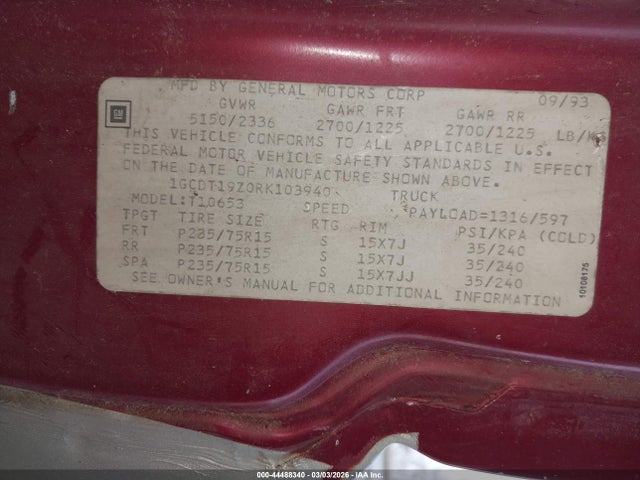 MFD BY GENERAL MOTORS CORP 09/93
GM
GVWR GAWR FRT GAWR RR
5150/2336 2700/1225 2700/1225 LB/KG
THIS VEHICLE CONFORMS TO ALL APPLICABLE U.S.
FEDERAL MOTOR VEHICLE SAFETY STANDARDS IN EFFECT
ON THE DATE OF MANUFACTURE SHOWN ABOVE.
1GCDT19Z0RK103940 TRUCK
MODEL:T10653 SPEED PAYLOAD=1316/597
TPGT TIRE SIZE RTG RIM PSI/KPA (COLD)
FRT P235/75R15 S 15X7J 35/240
RR P235/75R15 S 15X7J 35/240
SPA P235/75R15 S 15X7JJ 35/240
SEE OWNER'S MANUAL FOR ADDITIONAL INFORMATION
10108175
000-44488340 - 03/03/2026 - IAA Inc.